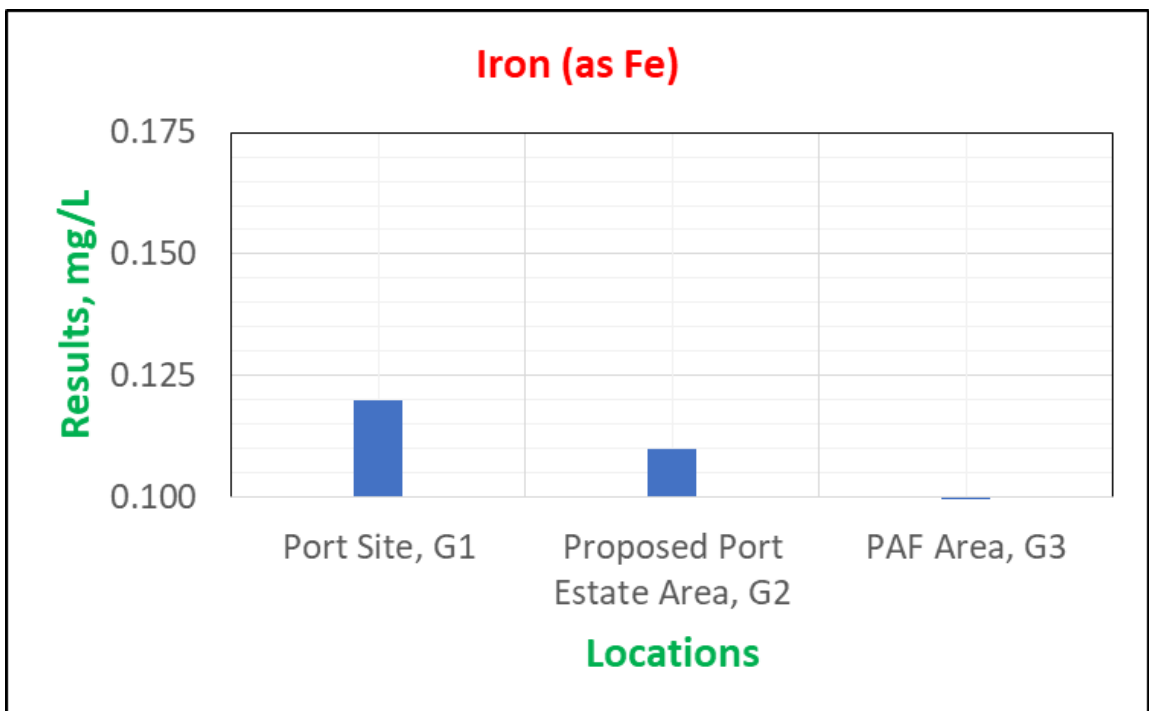 Iron (as Fe)
0.175
0.150
0.125
0.100
Results, mg/L
Port Site, G1
Proposed Port
Estate Area, G2
PAF Area, G3
Locations